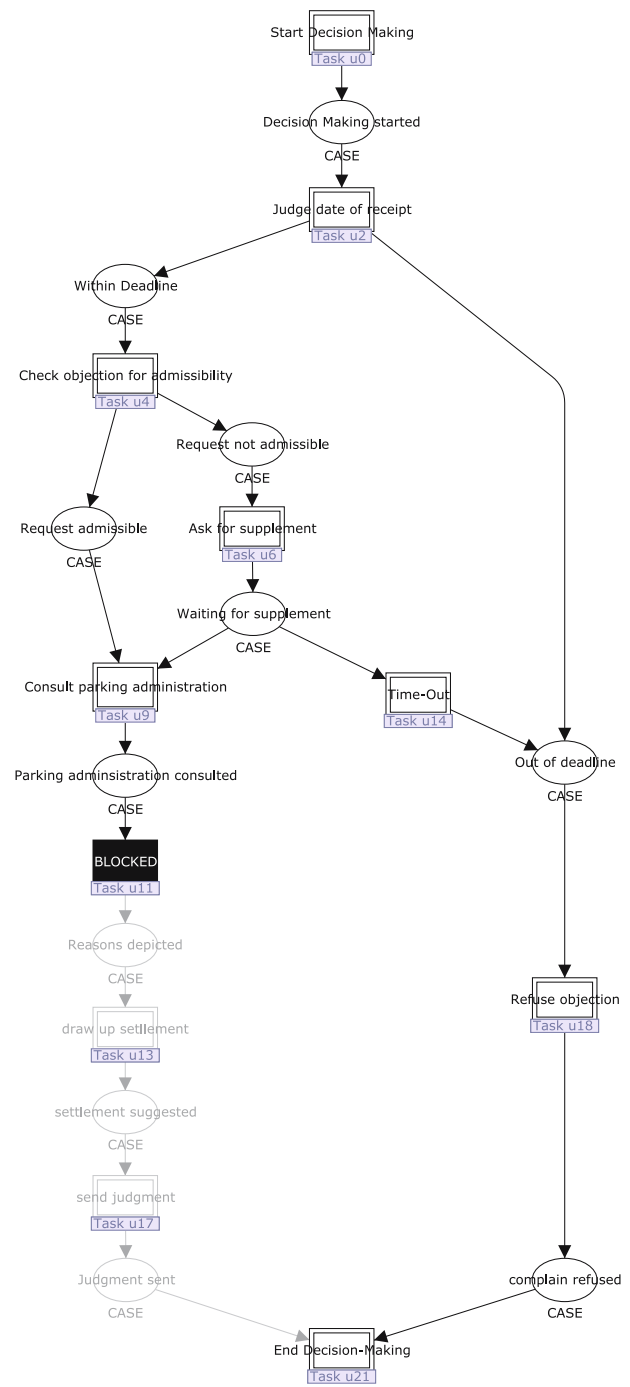 Start Decision Making
Task u0
Decision Making started
CASE
Judge date of receipt
Task u2
Within Deadline
CASE
Check objection for admissibility
Task u4
Request not admissible
CASE
Request admissible
CASE
Ask for supplement
Task u6
Waiting for supplement
CASE
Consult parking administration
Task u9
Time-Out
Task u14
Out of deadline
CASE
Parking adminsistration consulted
CASE
BLOCKED
Task u11
Reasons depicted
CASE
draw up setllement
Task u13
Refuse objection
Task u18
settlement suggested
CASE
send judgment
Task u17
Judgment sent
CASE
complain refused
CASE
End Decision-Making
Task u21